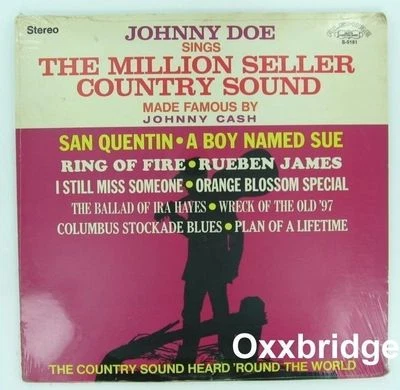 Stereo
JOHNNY DOE
SINGS
THE MILLION SELLER
COUNTRY SOUND
MADE FAMOUS BY
JOHNNY CASH
S-9181
SAN QUENTIN • A BOY NAMED SUE
RING OF FIRE • RUEBEN JAMES
I STILL MISS SOMEONE • ORANGE BLOSSOM SPECIAL
THE BALLAD OF IRA HAYES • WRECK OF THE OLD '97
COLUMBUS STOCKADE BLUES • PLAN OF A LIFETIME
Oxxbridge
THE COUNTRY SOUND HEARD 'ROUND THE WORLD